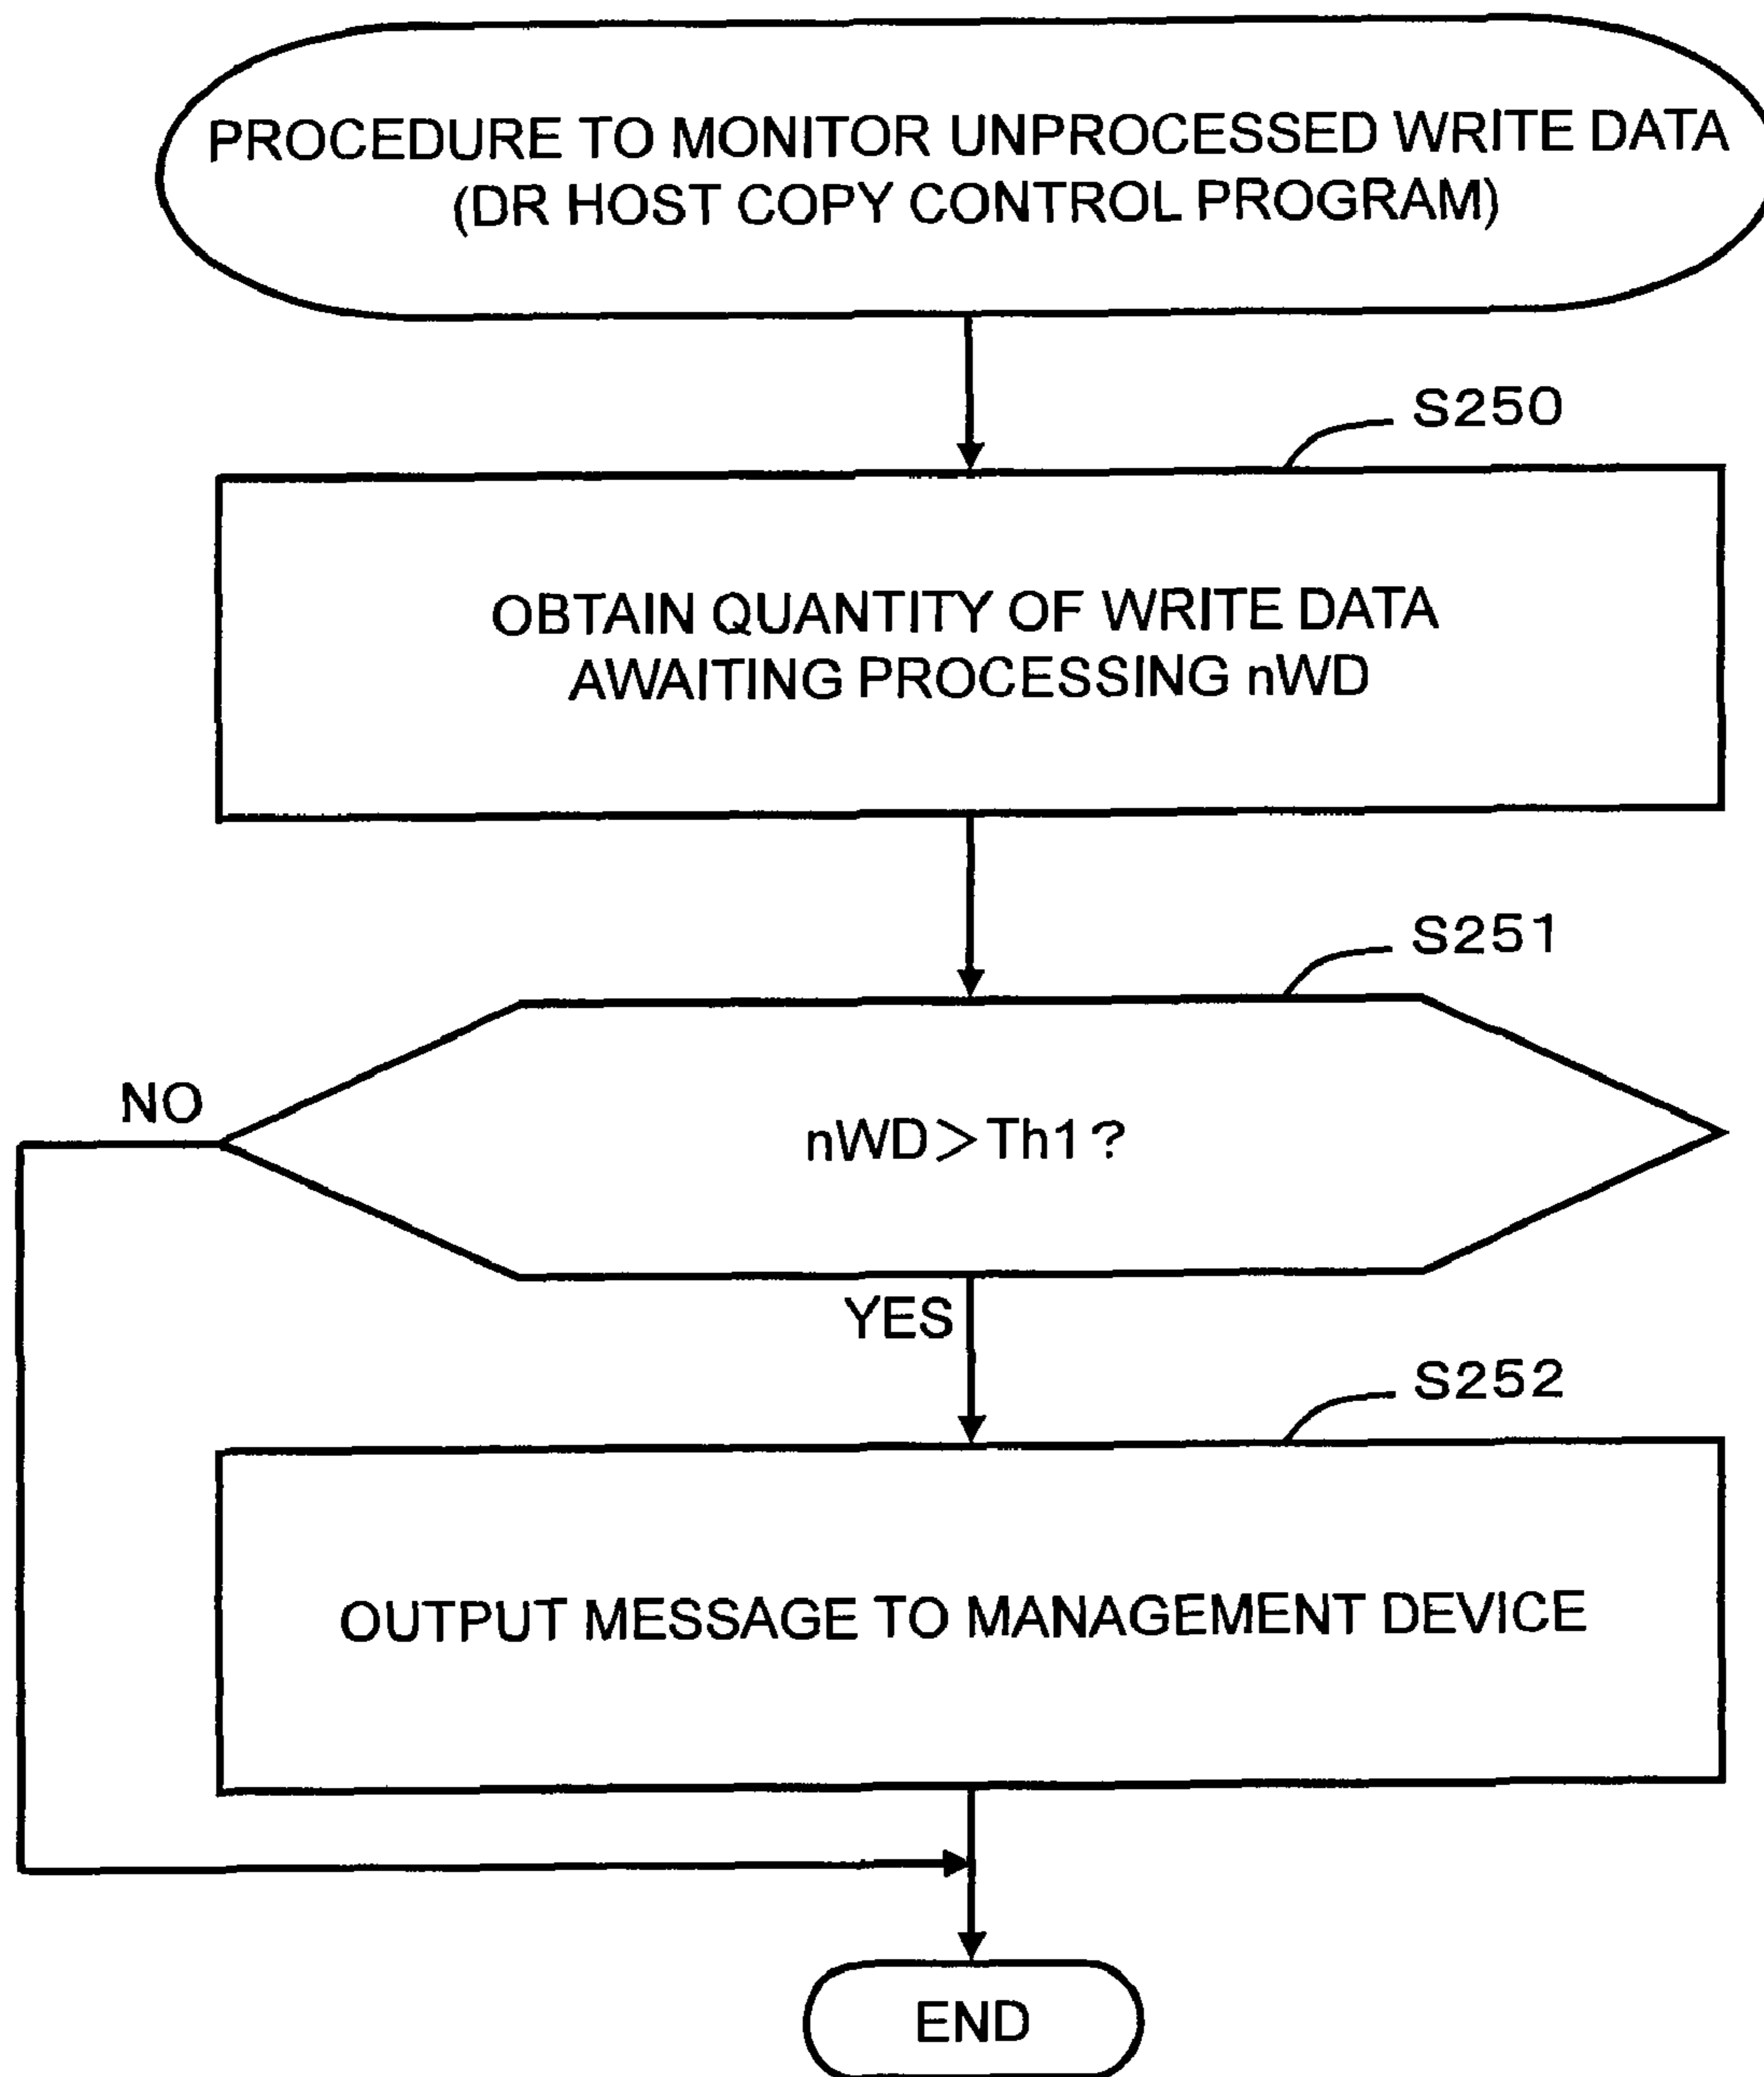 PROCEDURE TO MONITOR UNPROCESSED WRITE DATA
(DR HOST COPY CONTROL PROGRAM)
S250
OBTAIN QUANTITY OF WRITE DATA
AWAITING PROCESSING nWD
S251
NO
nWD>Th1?
YES
S252
OUTPUT MESSAGE TO MANAGEMENT DEVICE
END